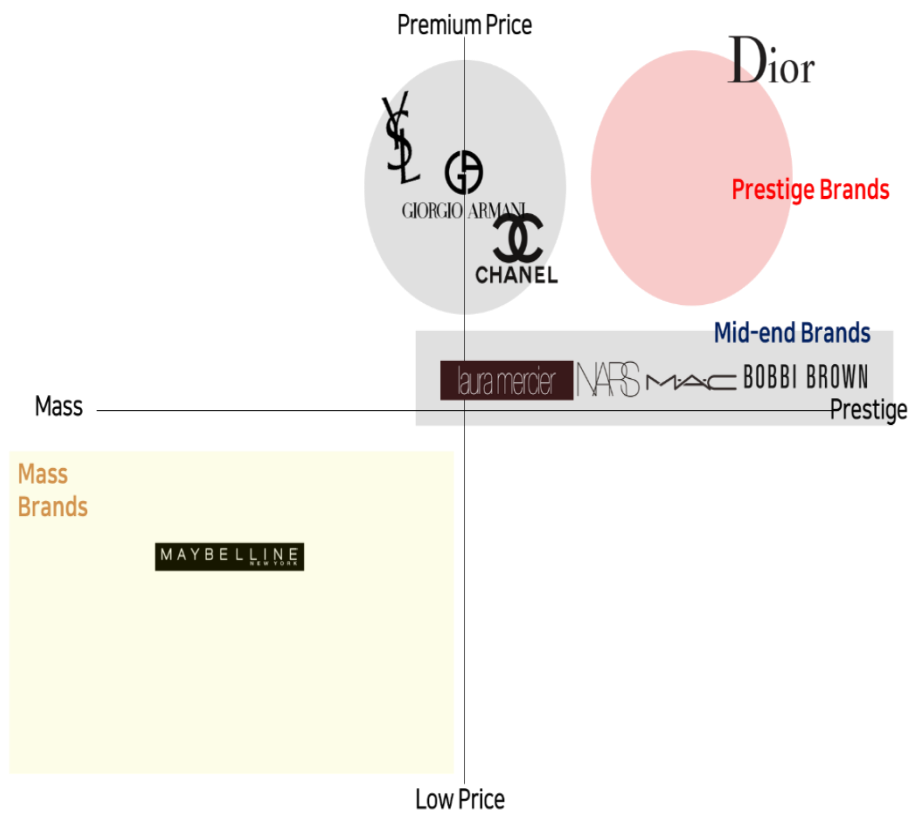 Premium Price
Dior
YSL
GIORGIO ARMANI
CHANEL
Prestige Brands
Mid-end Brands
laura mercier
NARS
M·A·C
BOBBI BROWN
Mass
Prestige
Mass
Brands
MAYBELLINE
NEW YORK
Low Price